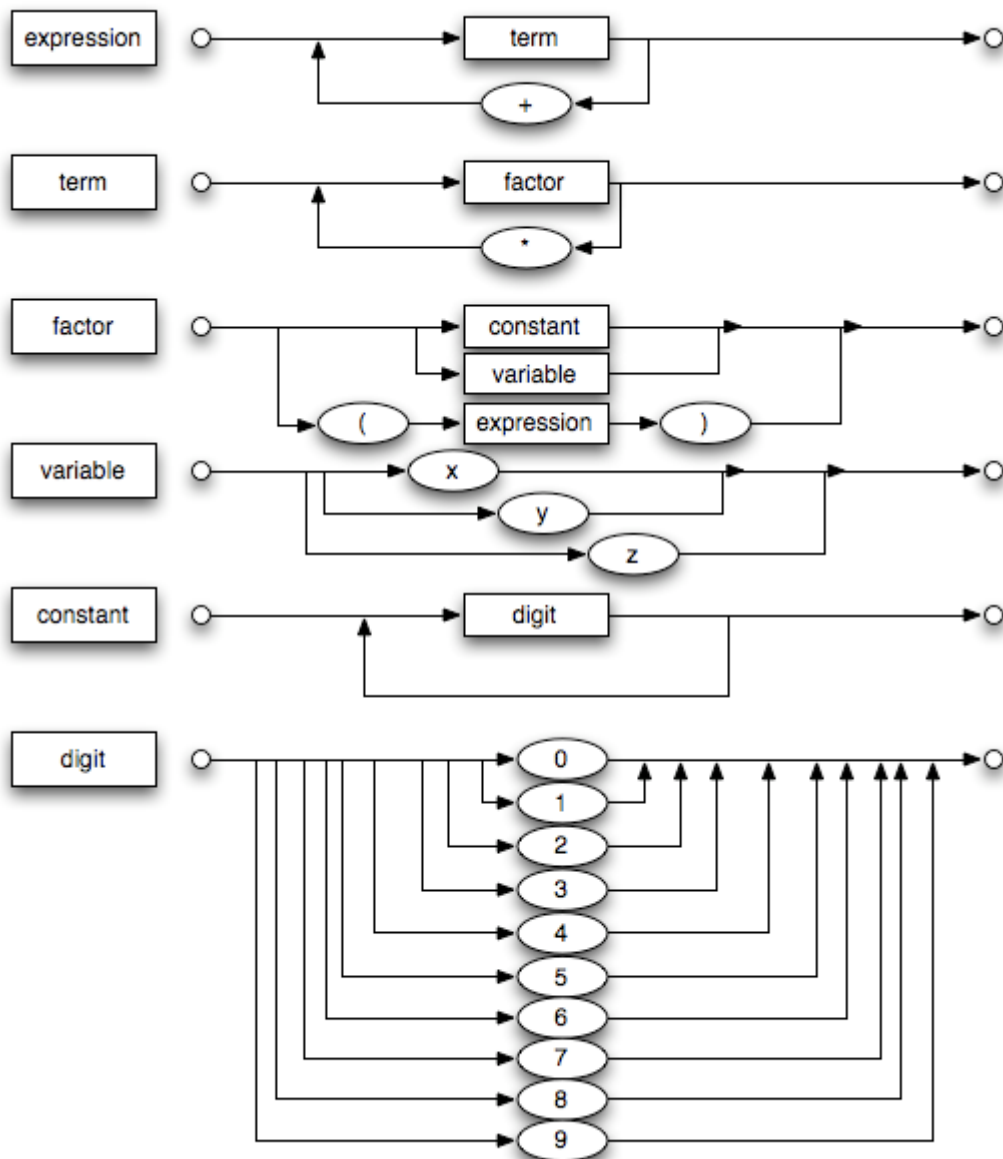 expression term
+
term factor
*
factor constant
variable
( expression )
variable x
y
z
constant digit
digit 0
1
2
3
4
5
6
7
8
9